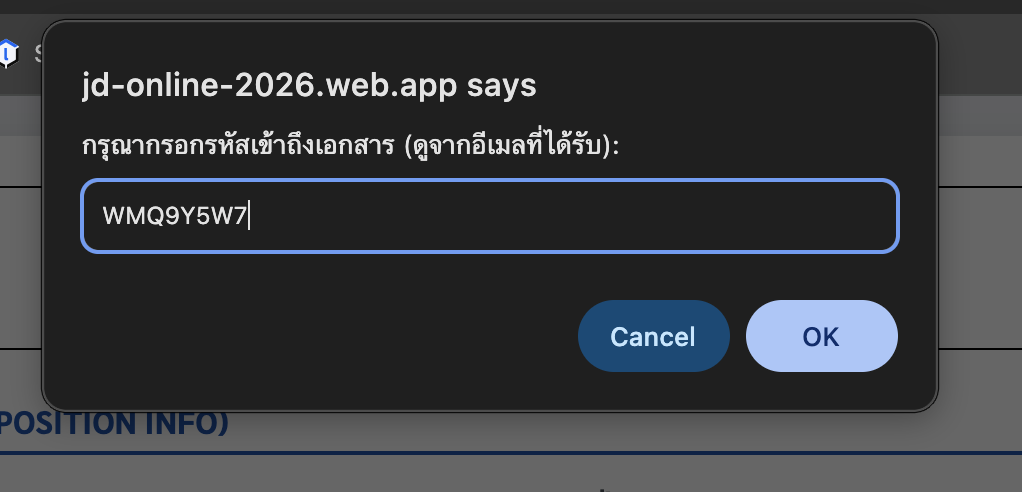 S
jd-online-2026.web.app says
กรุณากรอกรหัสเข้าถึงเอกสาร (ดูจากอีเมลที่ได้รับ):
WMQ9Y5W7
Cancel
OK
POSITION INFO)